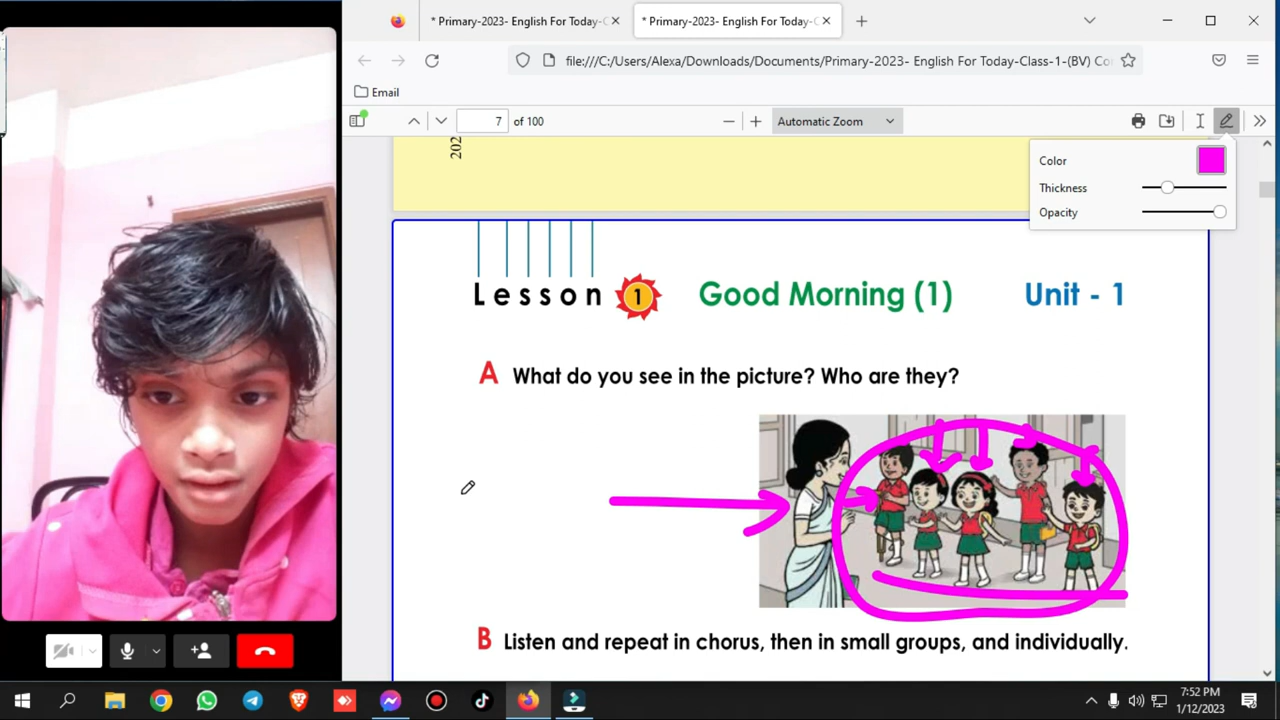 * Primary-2023- English For Today-C
* Primary-2023- English For Today-C
file:///C:/Users/Alexa/Downloads/Documents/Primary-2023- English For Today-Class-1-(BV) Co
Email
7 of 100 Automatic Zoom
202
Color
Thickness
Opacity
Lesson 1 Good Morning (1) Unit - 1
A What do you see in the picture? Who are they?
B Listen and repeat in chorus, then in small groups, and individually.
7:52 PM
1/12/2023